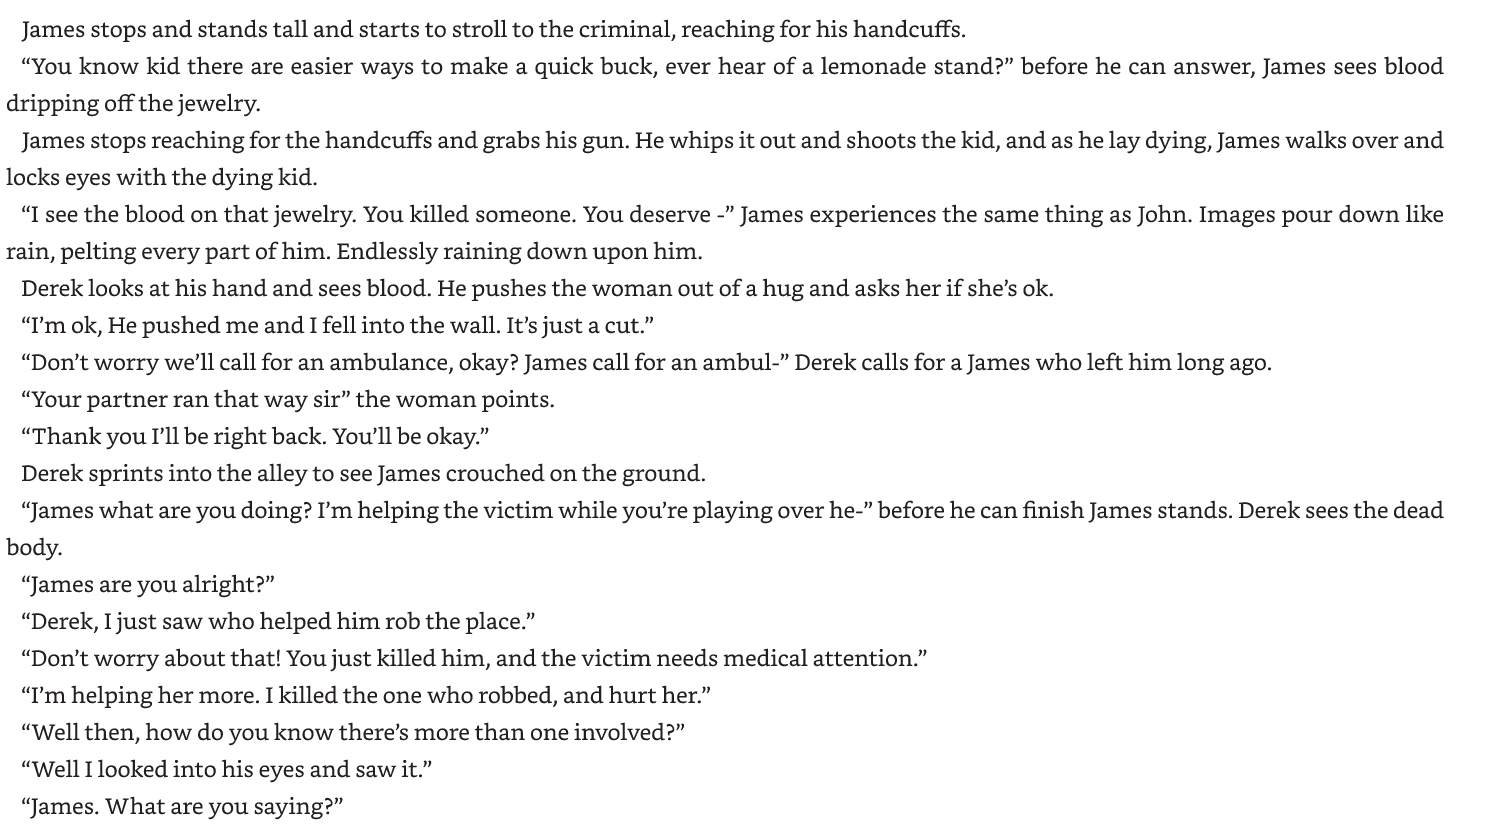 James stops and stands tall and starts to stroll to the criminal, reaching for his handcuffs.
“You know kid there are easier ways to make a quick buck, ever hear of a lemonade stand?” before he can answer, James sees blood
dripping off the jewelry.
James stops reaching for the handcuffs and grabs his gun. He whips it out and shoots the kid, and as he lay dying, James walks over and
locks eyes with the dying kid.
“I see the blood on that jewelry. You killed someone. You deserve -” James experiences the same thing as John. Images pour down like
rain, pelting every part of him. Endlessly raining down upon him.
Derek looks at his hand and sees blood. He pushes the woman out of a hug and asks her if she’s ok.
“I’m ok, He pushed me and I fell into the wall. It’s just a cut.”
“Don’t worry we’ll call for an ambulance, okay? James call for an ambul-” Derek calls for a James who left him long ago.
“Your partner ran that way sir” the woman points.
“Thank you I’ll be right back. You’ll be okay.”
Derek sprints into the alley to see James crouched on the ground.
“James what are you doing? I’m helping the victim while you’re playing over he-” before he can finish James stands. Derek sees the dead
body.
“James are you alright?”
“Derek, I just saw who helped him rob the place.”
“Don’t worry about that! You just killed him, and the victim needs medical attention.”
“I’m helping her more. I killed the one who robbed, and hurt her.”
“Well then, how do you know there’s more than one involved?”
“Well I looked into his eyes and saw it.”
“James. What are you saying?”